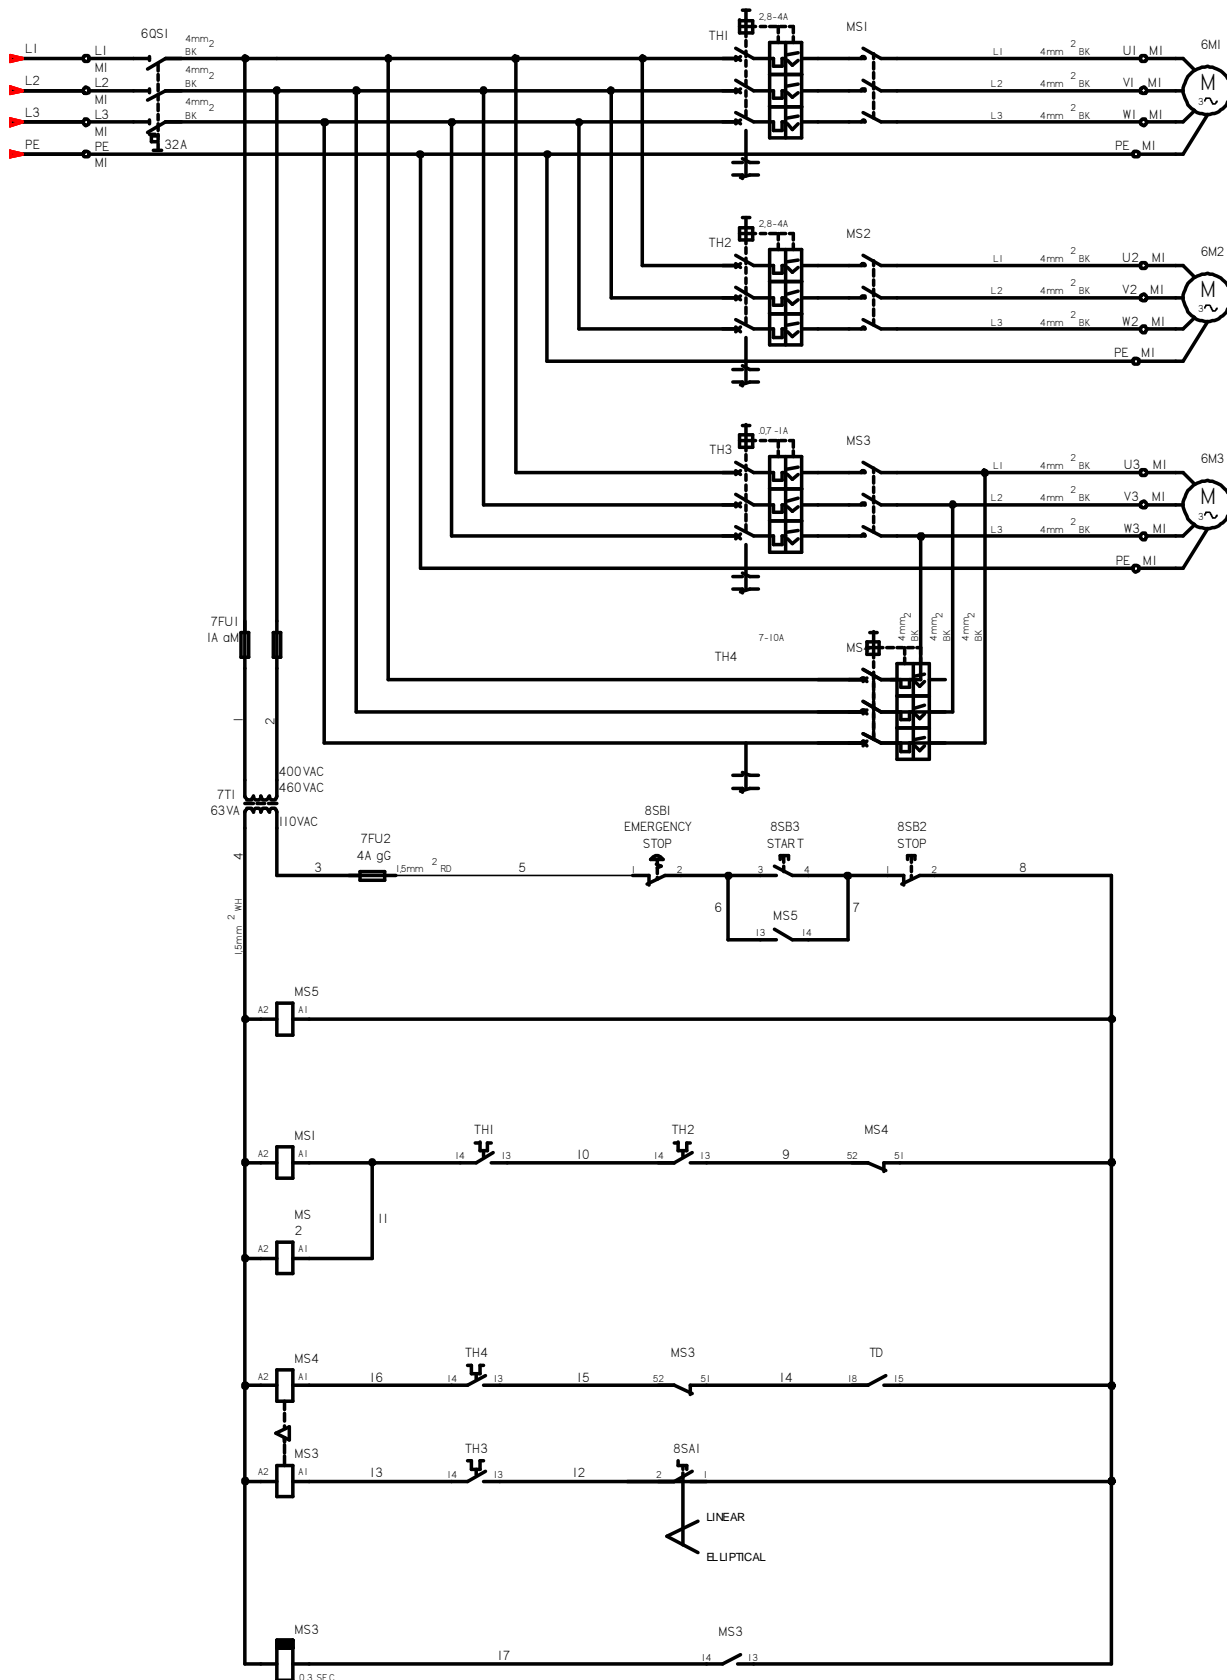 2,8-4A
6QS1
4mm2
BK
TH1
MS1
6M1
L1
L1
M1
L1
4mm2
BK
U1 M1
M
3~
L2
L2
M1
4mm2
BK
L2
4mm2
BK
V1 M1
L3
L3
M1
4mm2
BK
L3
4mm2
BK
W1 M1
PE
PE
M1
32A
PE M1
2,8-4A
TH2
MS2
6M2
L1
4mm2
BK
U2 M1
M
3~
L2
4mm2
BK
V2 M1
L3
4mm2
BK
W2 M1
PE M1
.0,7 -1A
TH3
MS3
6M3
L1
4mm2
BK
U3 M1
M
3~
L2
4mm2
BK
V3 M1
L3
4mm2
BK
W3 M1
PE M1
7FU1
1A aM
4mm2
BK
4mm2
BK
4mm2
BK
7-10A
TH4
MS
1
2
400VAC
460VAC
7T1
63VA
110VAC
4
1,5mm2 WH
7FU2
4A gG
3
1,5mm2 RD
5
8SB1
EMERGENCY
STOP
1 2
8SB3
START
3 4
8SB2
STOP
1 2
8
6
7
MS5
13 14
MS5
A2 A1
MS1
A2 A1
TH1
14 13
10
TH2
14 13
9
MS4
52 51
MS
2
A2 A1
11
MS4
A2 A1
16
TH4
14 13
15
MS3
52 51
14
TD
18 15
MS3
A2 A1
13
TH3
14 13
12
8SA1
2 1
LINEAR
ELLIPTICAL
MS3
17
MS3
14 13
0.3 SEC